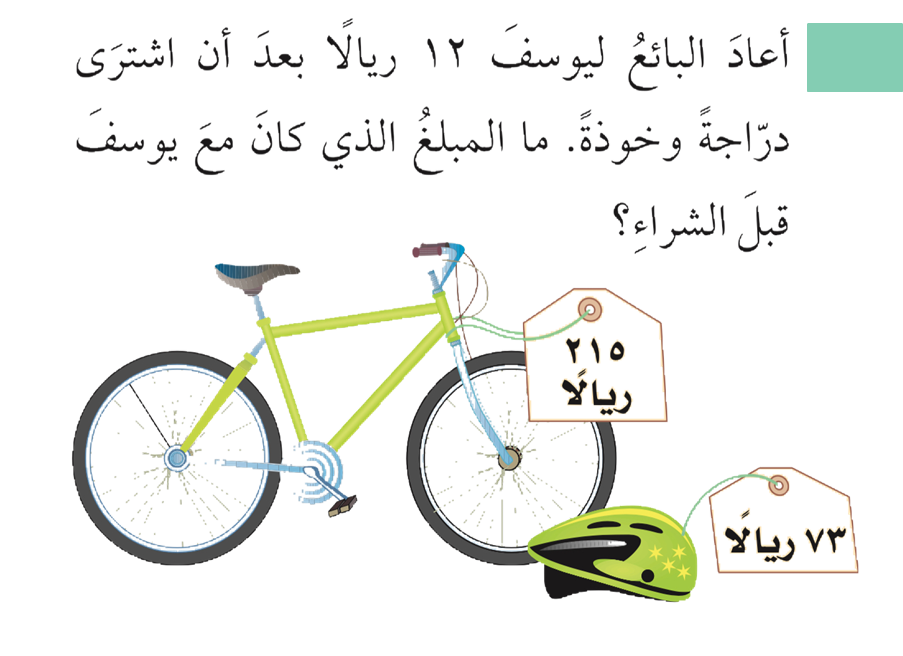 أعادَ البائعُ ليوسفَ ١٢ ريالًا بعدَ أن اشترَى
درّاجةً وخوذةً. ما المبلغُ الذي كانَ معَ يوسفَ
قبلَ الشراءِ؟
٢١٥
ريالًا
٧٣ ريالًا